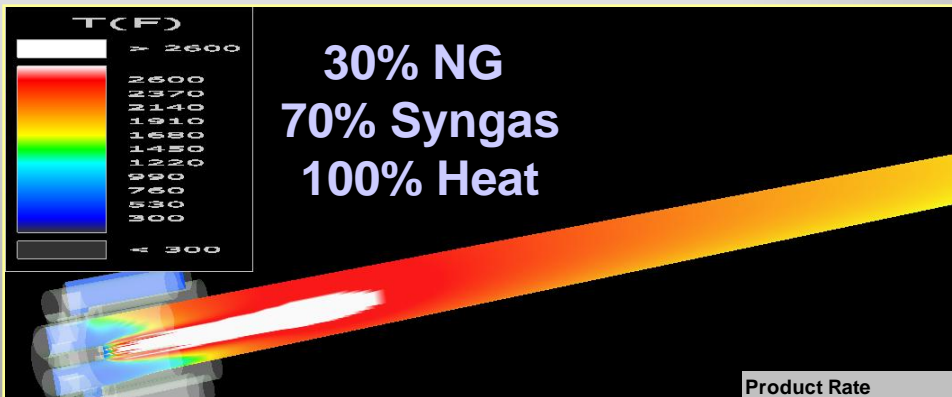 T(F)
> 2600
2600
2370
2140
1910
1680
1450
1220
990
760
530
300
< 300
30% NG
70% Syngas
100% Heat
Product Rate